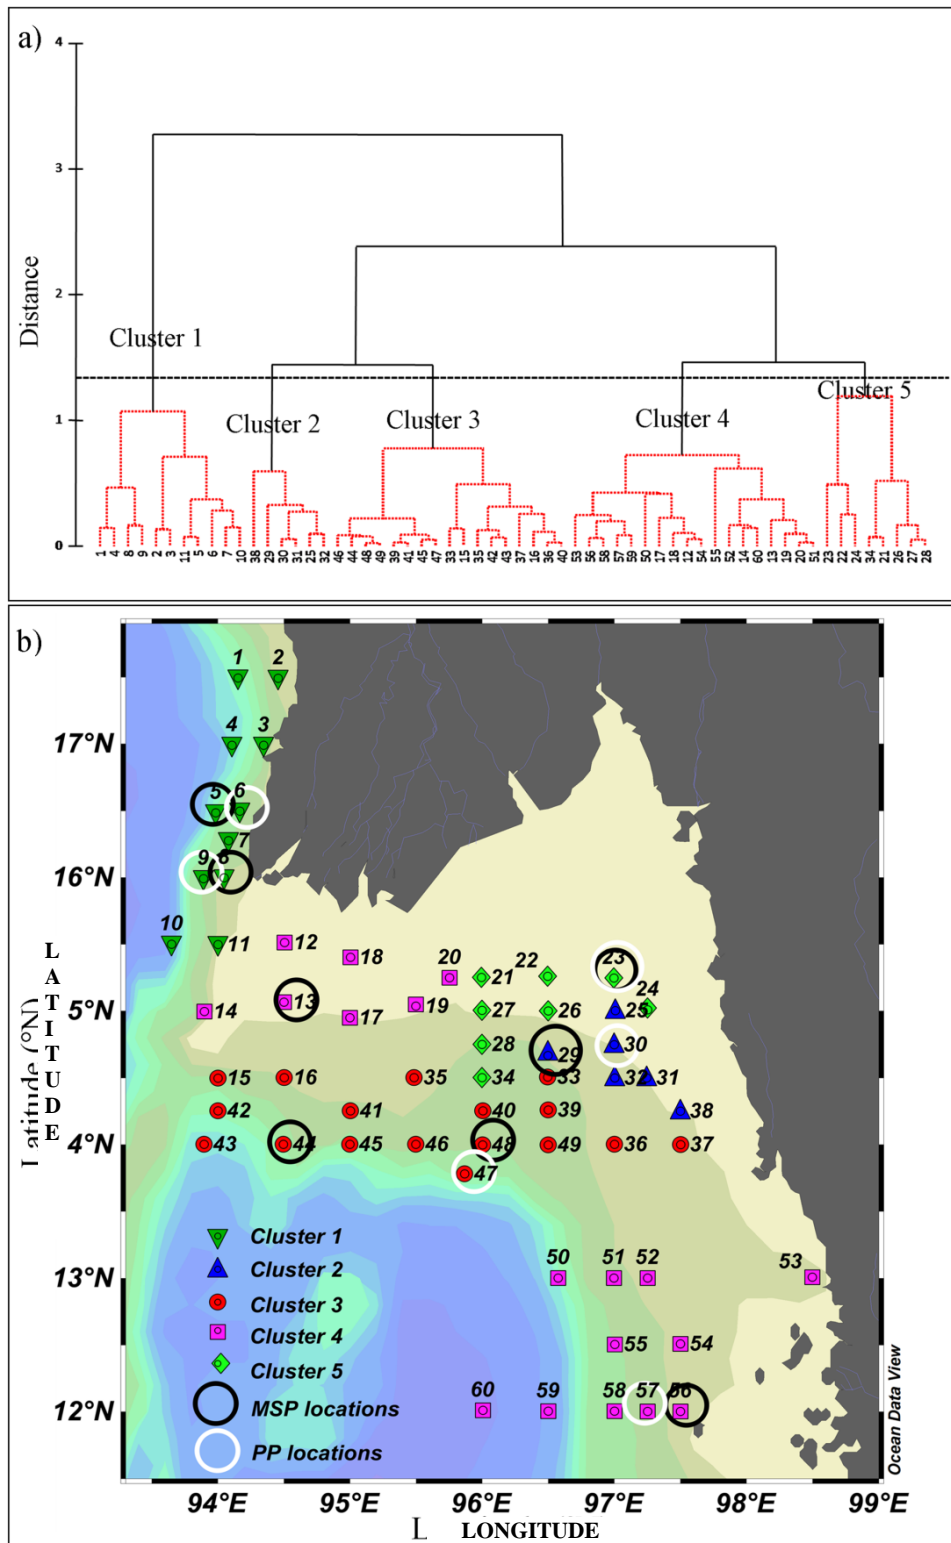 a)
4
3
2
1
0
Distance
Cluster 1
Cluster 2
Cluster 3
Cluster 4
Cluster 5
1 4 8 9 2 3 11 5 6 7 10 38 29 30 31 25 32 46 44 48 49 39 41 45 47 33 15 35 42 43 37 16 36 40 53 56 58 57 59 50 17 18 12 54 55 52 14 60 13 19 20 51 23 22 24 34 21 26 27 28
b)
1 2
4 3
5 6
7
9 8
10 11
12 18 20 22 23
21 24
14 13 17 19 27 26 25
28 29 30
15 16 35 34 33 32 31
42 41 40 39 38
43 44 45 46 48 49 36 37
47
50 51 52 53
55 54
60 59 58 57 56
17°N
16°N
5°N
4°N
13°N
12°N
LATITUDE
Latitude (°N)
Cluster 1
Cluster 2
Cluster 3
Cluster 4
Cluster 5
MSP locations
PP locations
Ocean Data View
94°E 95°E 96°E 97°E 98°E 99°E
L LONGITUDE